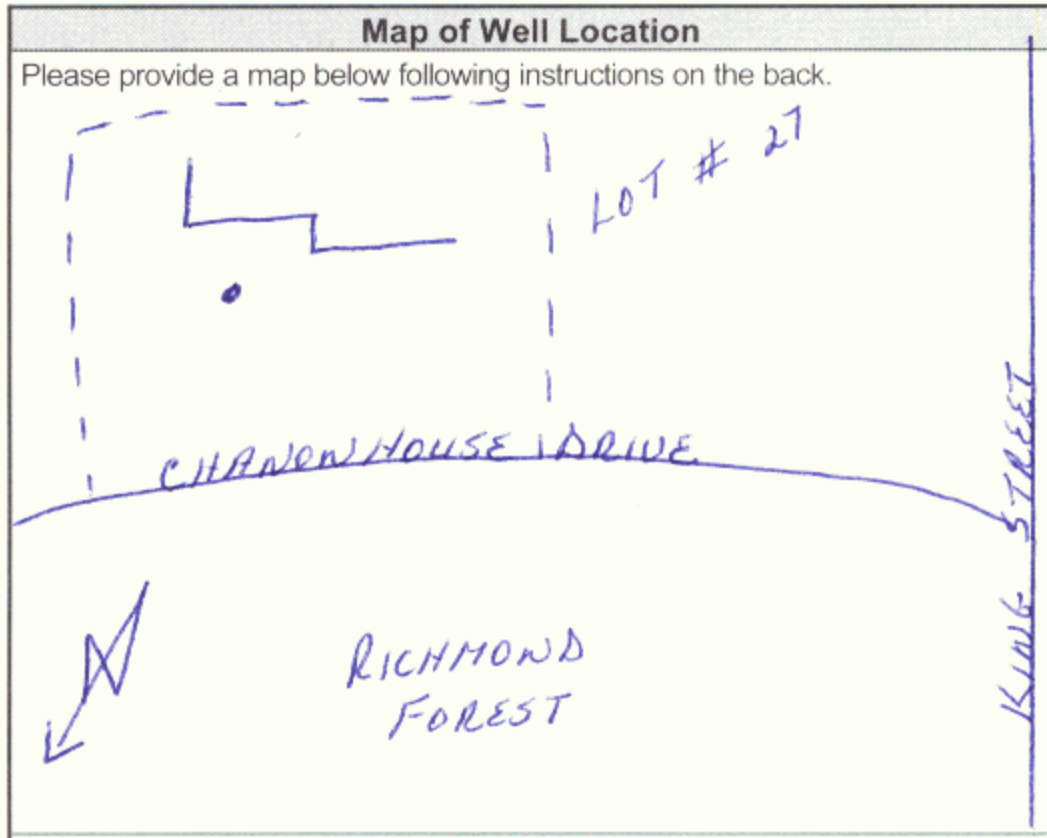 Map of Well Location
Please provide a map below following instructions on the back.
LOT # 27
CHANONHOUSE DRIVE
KING STREET
N
RICHMOND
FOREST